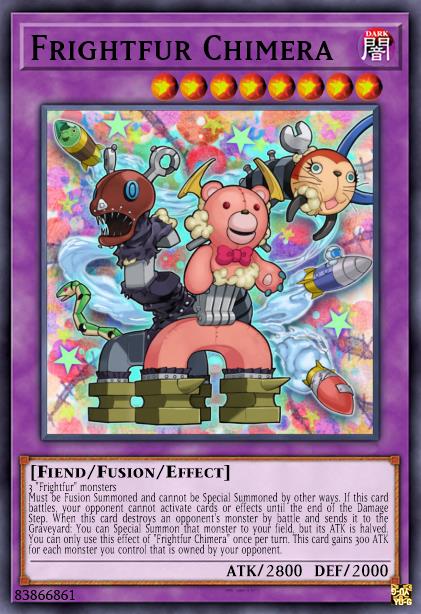 FRIGHTFUR CHIMERA
DARK
闇
[FIEND/FUSION/EFFECT]
3 "Frightfur" monsters
Must be Fusion Summoned and cannot be Special Summoned by other ways. If this card
battles, your opponent cannot activate cards or effects until the end of the Damage
Step. When this card destroys an opponent's monster by battle and sends it to the
Graveyard: You can Special Summon that monster to your field, but its ATK is halved.
You can only use this effect of "Frightfur Chimera" once per turn. This card gains 300 ATK
for each monster you control that is owned by your opponent.
ATK/2800 DEF/2000
83866861